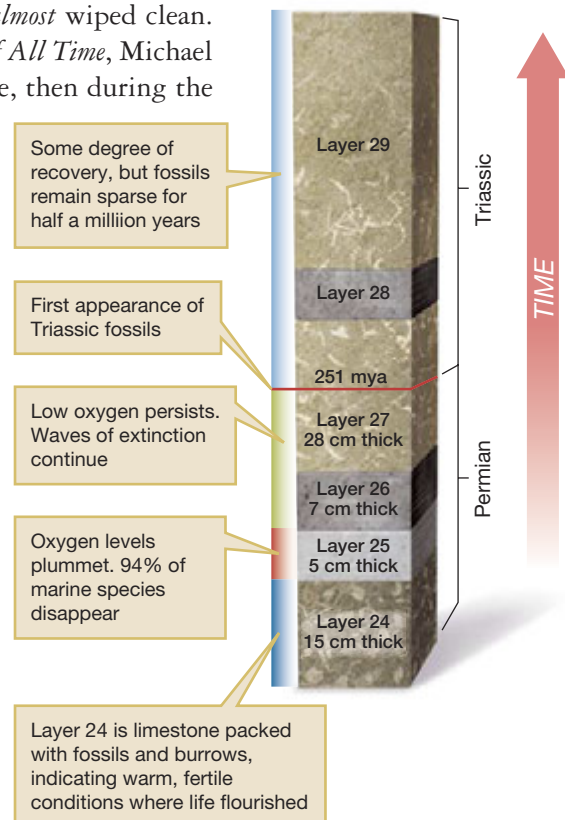 almost wiped clean.
of All Time, Michael
e, then during the
Some degree of
recovery, but fossils
remain sparse for
half a milliion years
First appearance of
Triassic fossils
Low oxygen persists.
Waves of extinction
continue
Oxygen levels
plummet. 94% of
marine species
disappear
Layer 24 is limestone packed
with fossils and burrows,
indicating warm, fertile
conditions where life flourished
Layer 29
Layer 28
251 mya
Layer 27
28 cm thick
Layer 26
7 cm thick
Layer 25
5 cm thick
Layer 24
15 cm thick
Triassic
Permian
TIME